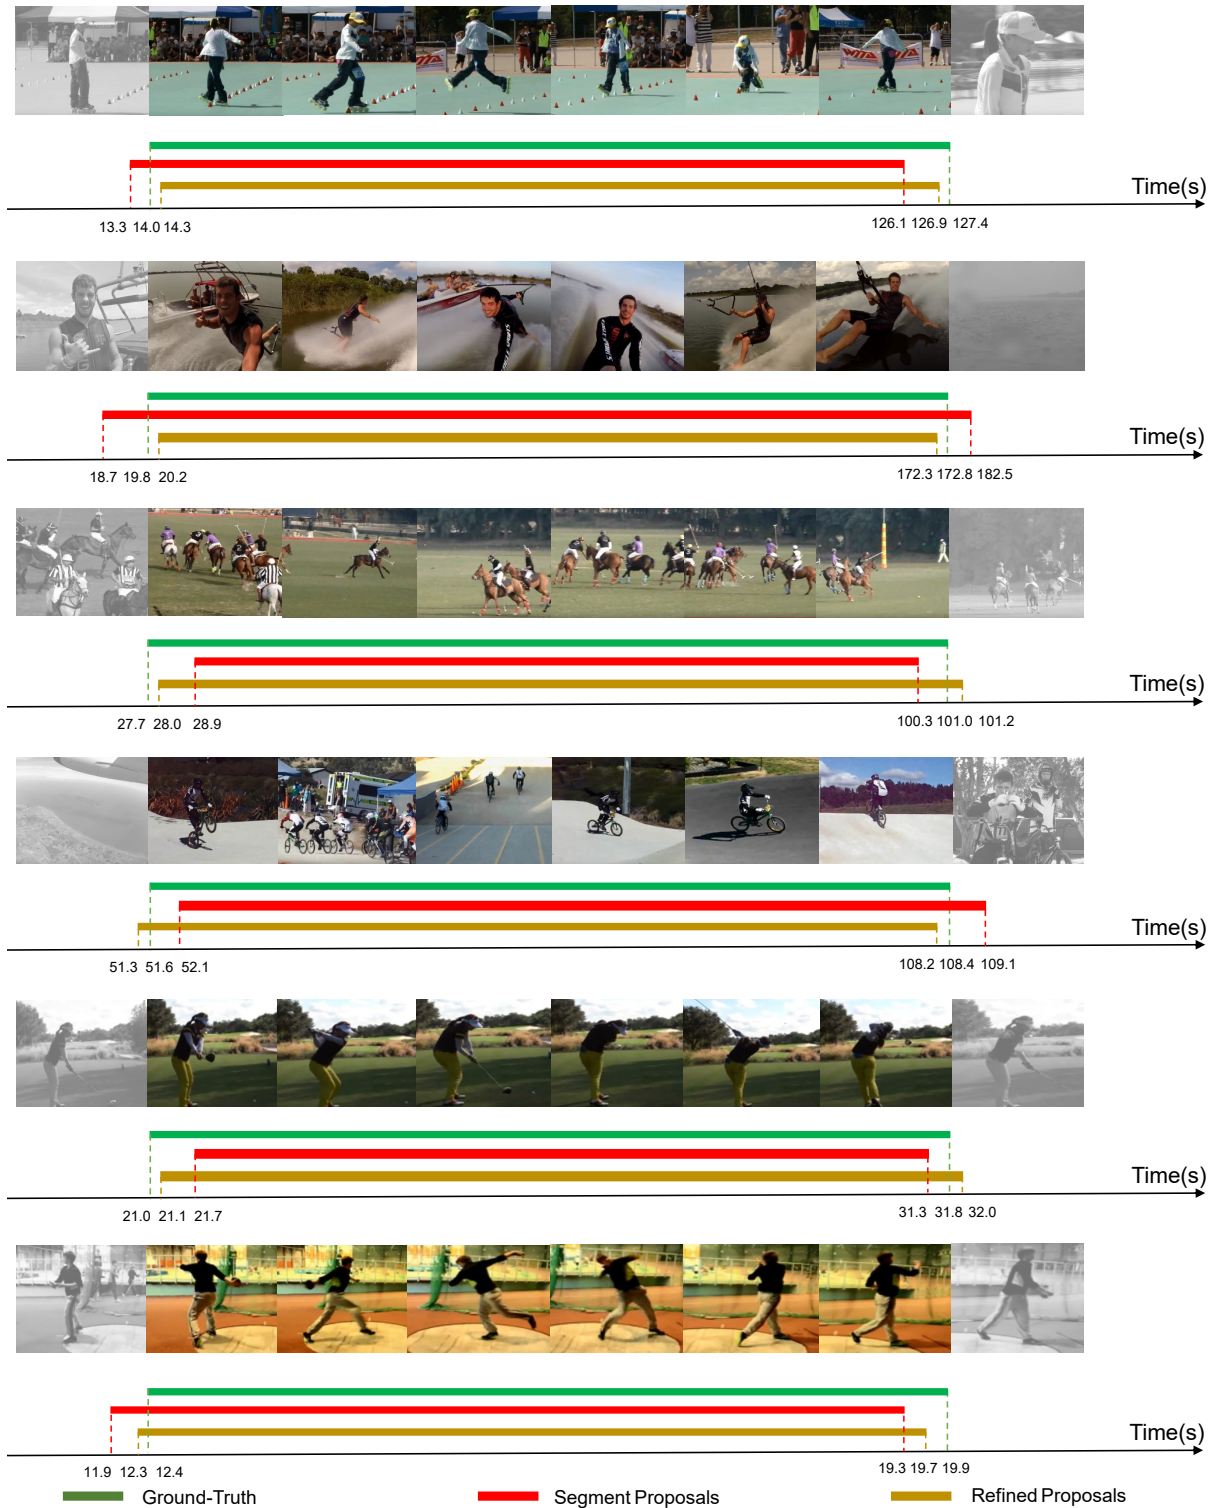 Time(s)
13.3 14.0 14.3 126.1 126.9 127.4
Time(s)
18.7 19.8 20.2 172.3 172.8 182.5
Time(s)
27.7 28.0 28.9 100.3 101.0 101.2
Time(s)
51.3 51.6 52.1 108.2 108.4 109.1
Time(s)
21.0 21.1 21.7 31.3 31.8 32.0
Time(s)
11.9 12.3 12.4 19.3 19.7 19.9
Ground-Truth Segment Proposals Refined Proposals